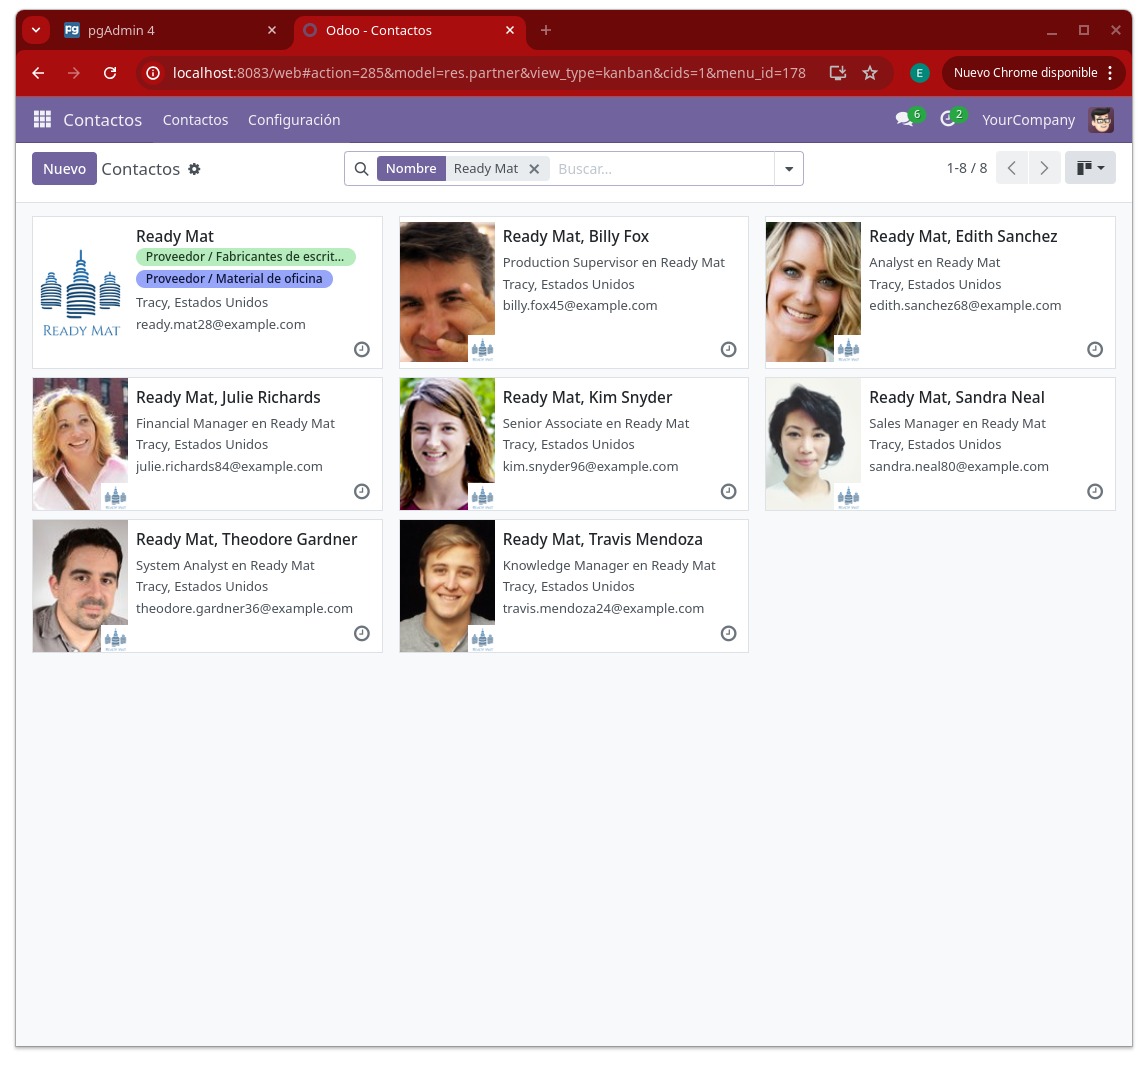 pgAdmin 4
Odoo - Contactos
localhost:8083/web#action=285&model=res.partner&view_type=kanban&cids=1&menu_id=178
E
Nuevo Chrome disponible
Contactos
Contactos
Configuración
6
2
YourCompany
Nuevo
Contactos
Nombre
Ready Mat
Buscar...
1-8 / 8
READY MAT
Ready Mat
Proveedor / Fabricantes de escrit...
Proveedor / Material de oficina
Tracy, Estados Unidos
ready.mat28@example.com
Ready Mat, Billy Fox
Production Supervisor en Ready Mat
Tracy, Estados Unidos
billy.fox45@example.com
Ready Mat, Edith Sanchez
Analyst en Ready Mat
Tracy, Estados Unidos
edith.sanchez68@example.com
Ready Mat, Julie Richards
Financial Manager en Ready Mat
Tracy, Estados Unidos
julie.richards84@example.com
Ready Mat, Kim Snyder
Senior Associate en Ready Mat
Tracy, Estados Unidos
kim.snyder96@example.com
Ready Mat, Sandra Neal
Sales Manager en Ready Mat
Tracy, Estados Unidos
sandra.neal80@example.com
Ready Mat, Theodore Gardner
System Analyst en Ready Mat
Tracy, Estados Unidos
theodore.gardner36@example.com
Ready Mat, Travis Mendoza
Knowledge Manager en Ready Mat
Tracy, Estados Unidos
travis.mendoza24@example.com